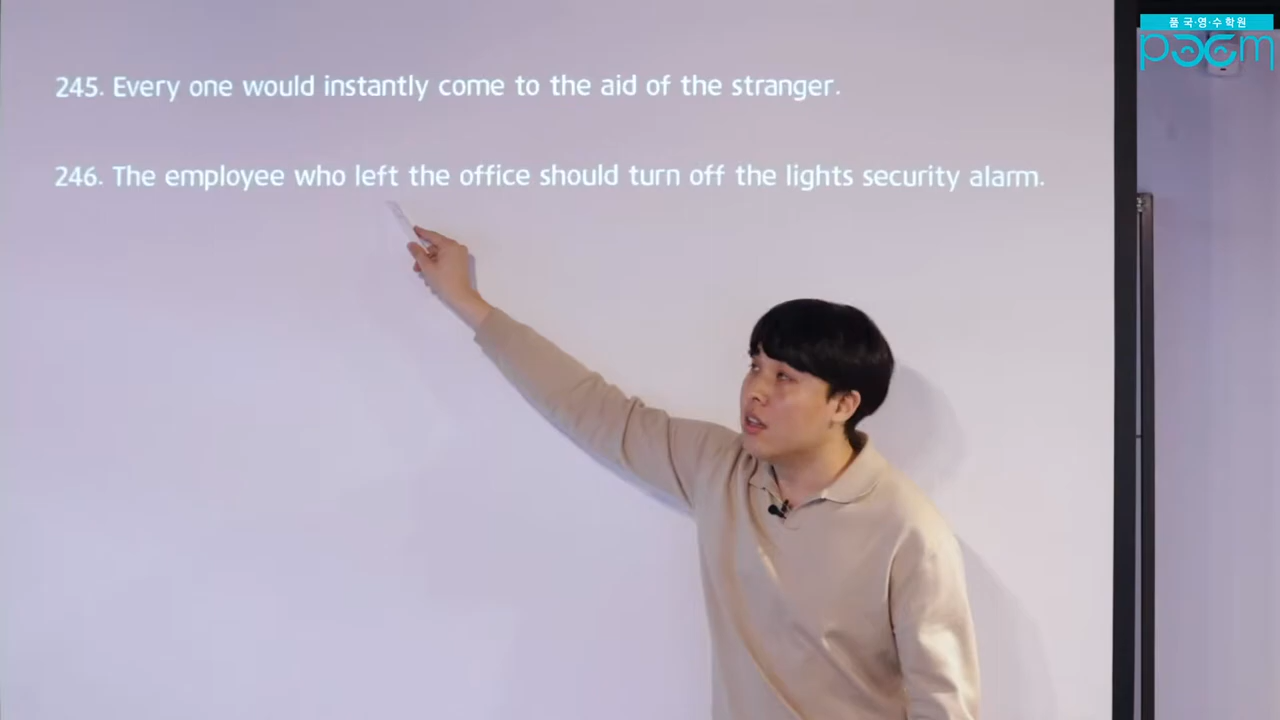 품 국·영·수 학원
poem
245. Every one would instantly come to the aid of the stranger.
246. The employee who left the office should turn off the lights security alarm.